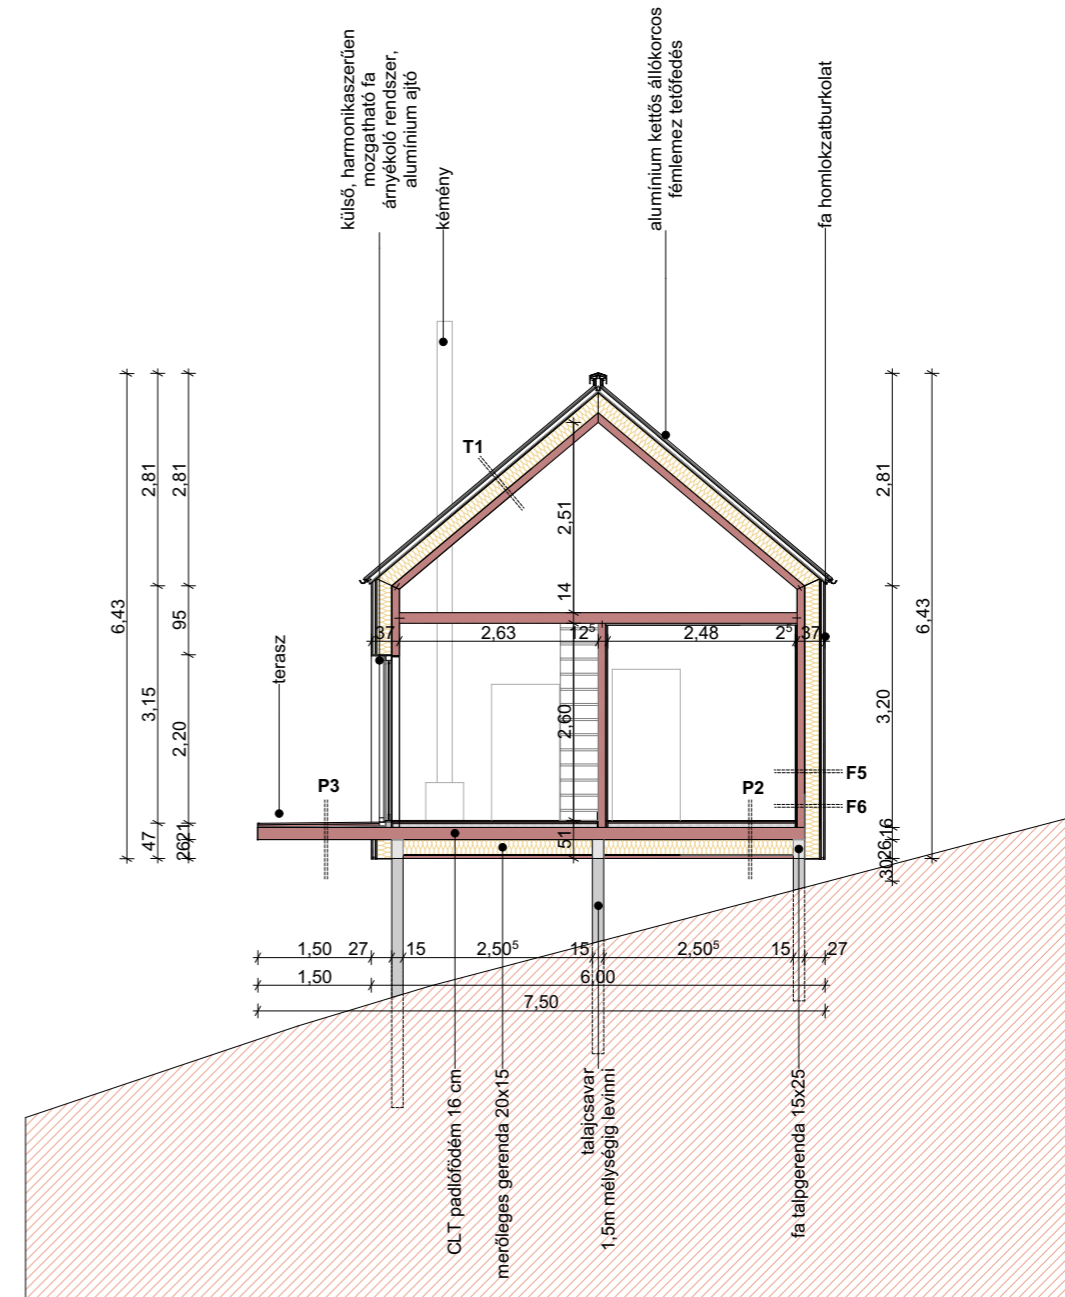 külső, harmonikaszerűen
mozgatható fa
árnyékoló rendszer,
alumínium ajtó
kémény
alumínium kettős állókorcos
fémlemez tetőfedés
fa homlokzatburkolat
T1
6,43
2,81
2,81
2,51
2,81
6,43
14
95
37
2,63
12⁵
2,48
2⁵
37
terasz
3,15
2,20
2,60
3,20
P3
P2
F5
F6
47
21
26
51
16
26
30
1,50
27
15
2,50⁵
15
2,50⁵
15
27
1,50
6,00
7,50
CLT padlófödém 16 cm
merőleges gerenda 20x15
talajcsavar
1,5m mélységig levinni
fa talpgerenda 15x25